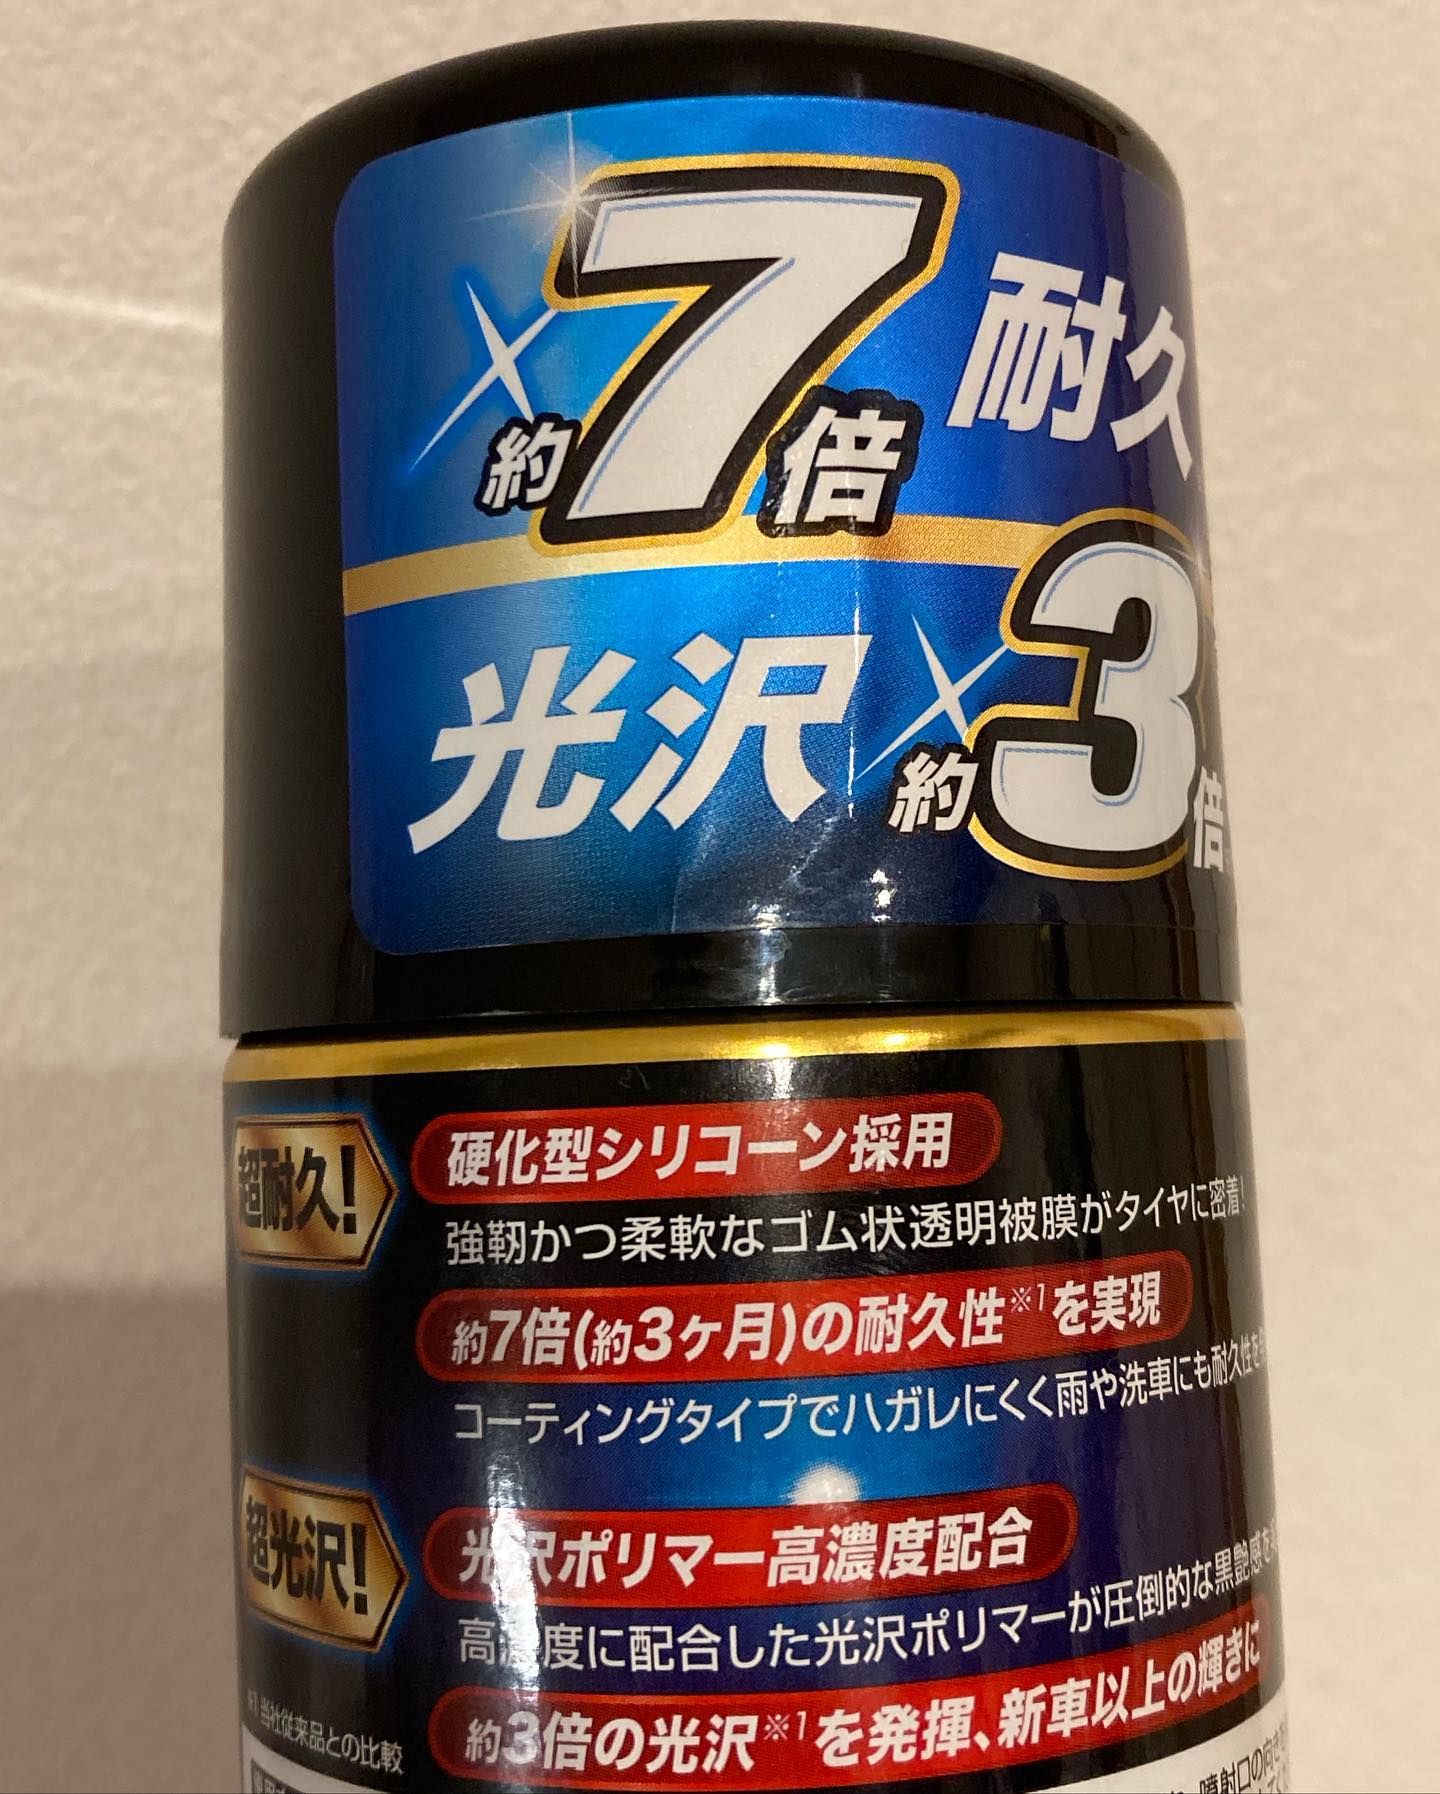 ×約7倍 耐久
光沢×約3倍
超耐久!
硬化型シリコーン採用
強靭かつ柔軟なゴム状透明被膜がタイヤに密着!
約7倍(約3ヶ月)の耐久性※1を実現
コーティングタイプでハガレにくく雨や洗車にも耐久性を
超光沢!
光沢ポリマー高濃度配合
高濃度に配合した光沢ポリマーが圧倒的な黒艶感を
約3倍の光沢※1を発揮、新車以上の輝きに
※1 当社従来品との比較
噴射口の向きを